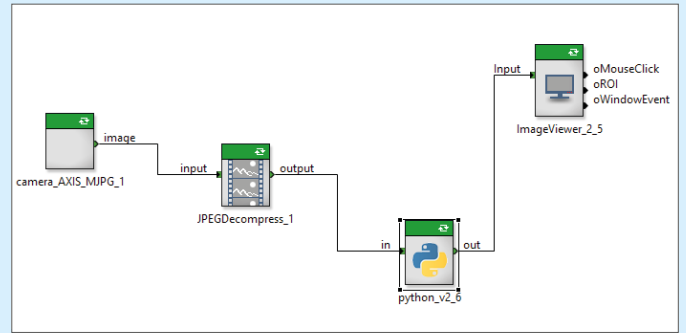 image
camera_AXIS_MJPG_1
input
output
JPEGDecompress_1
in
out
python_v2_6
Input
oMouseClick
oROI
oWindowEvent
ImageViewer_2_5